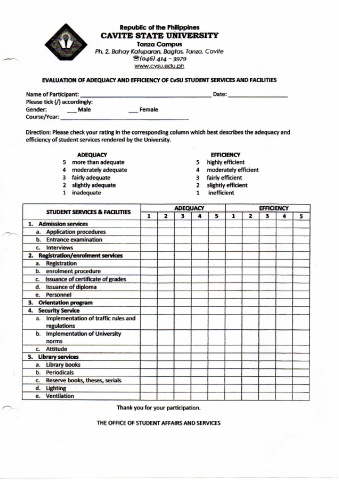 Republic of the Philippines
CAVITE STATE UNIVERSITY
Tanza Campus
Ph. 2, Bahay Katuparan, Bagtas, Tanza, Cavite
☎(046) 414 - 3979
www.cvsu.edu.ph
EVALUATION OF ADEQUACY AND EFFICIENCY OF CvSU STUDENT SERVICES AND FACILITIES
Name of Participant: ____ Date: ____
Please tick (/) accordingly:
Gender: ___ Male ___ Female
Course/Year: ____
Direction: Please check your rating in the corresponding column which best describes the adequacy and
efficiency of student services rendered by the University.
ADEQUACY EFFICIENCY
5 more than adequate 5 highly efficient
4 moderately adequate 4 moderately efficient
3 fairly adequate 3 fairly efficient
2 slightly adequate 2 slightly efficient
1 inadequate 1 inefficient
STUDENT SERVICES & FACILITIES ADEQUACY EFFICIENCY
1 2 3 4 5 1 2 3 4 5
1. Admission services
a. Application procedures
b. Entrance examination
c. Interviews
2. Registration/enrolment services
a. Registration
b. enrolment procedure
c. Issuance of certificate of grades
d. Issuance of diploma
e. Personnel
3. Orientation program
4. Security Service
a. Implementation of traffic rules and
regulations
b. Implementation of University
norms
c. Attitude
5. Library services
a. Library books
b. Periodicals
c. Reserve books, theses, serials
d. Lighting
e. Ventilation
Thank you for your participation.
THE OFFICE OF STUDENT AFFAIRS AND SERVICES